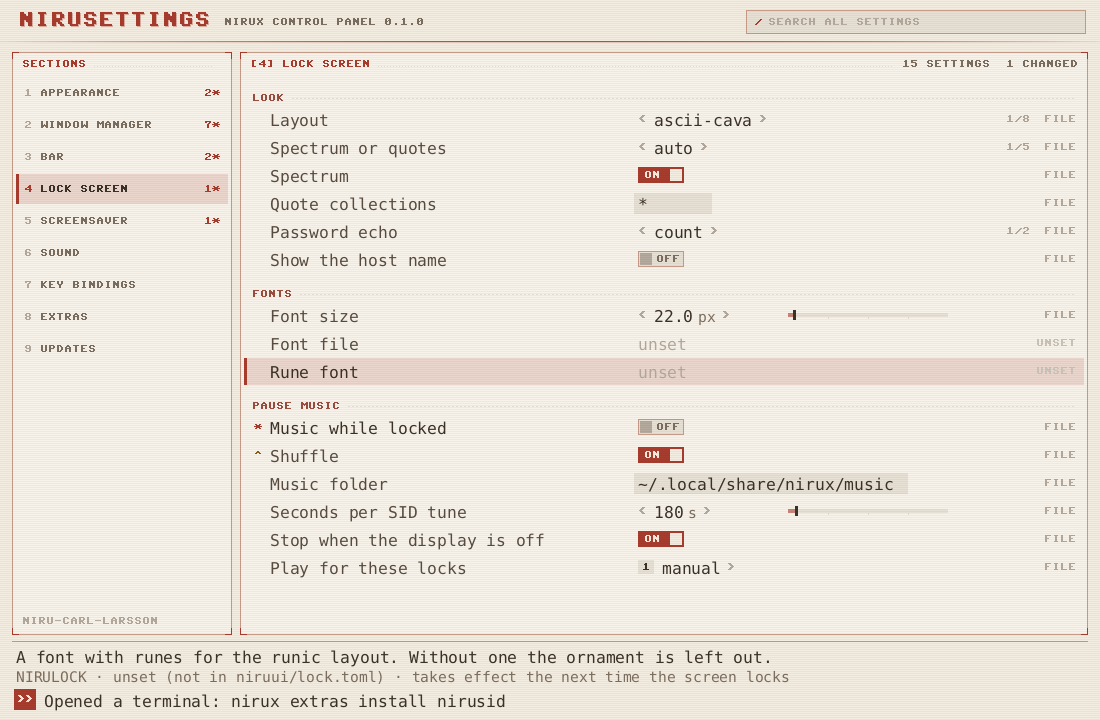 NIRUSETTINGS NIRUX CONTROL PANEL 0.1.0 / SEARCH ALL SETTINGS
SECTIONS
1 APPEARANCE 2*
2 WINDOW MANAGER 7*
3 BAR 2*
4 LOCK SCREEN 1*
5 SCREENSAVER 1*
6 SOUND
7 KEY BINDINGS
8 EXTRAS
9 UPDATES
NIRU-CARL-LARSSON
[4] LOCK SCREEN 15 SETTINGS 1 CHANGED
LOOK
Layout < ascii-cava > 1/8 FILE
Spectrum or quotes < auto > 1/5 FILE
Spectrum ON FILE
Quote collections * FILE
Password echo < count > 1/2 FILE
Show the host name OFF FILE
FONTS
Font size < 22.0 px > FILE
Font file unset UNSET
Rune font unset UNSET
PAUSE MUSIC
* Music while locked OFF FILE
^ Shuffle ON FILE
Music folder ~/.local/share/nirux/music FILE
Seconds per SID tune < 180 s > FILE
Stop when the display is off ON FILE
Play for these locks 1 manual > FILE
A font with runes for the runic layout. Without one the ornament is left out.
NIRULOCK · unset (not in niruui/lock.toml) · takes effect the next time the screen locks
>> Opened a terminal: nirux extras install nirusid